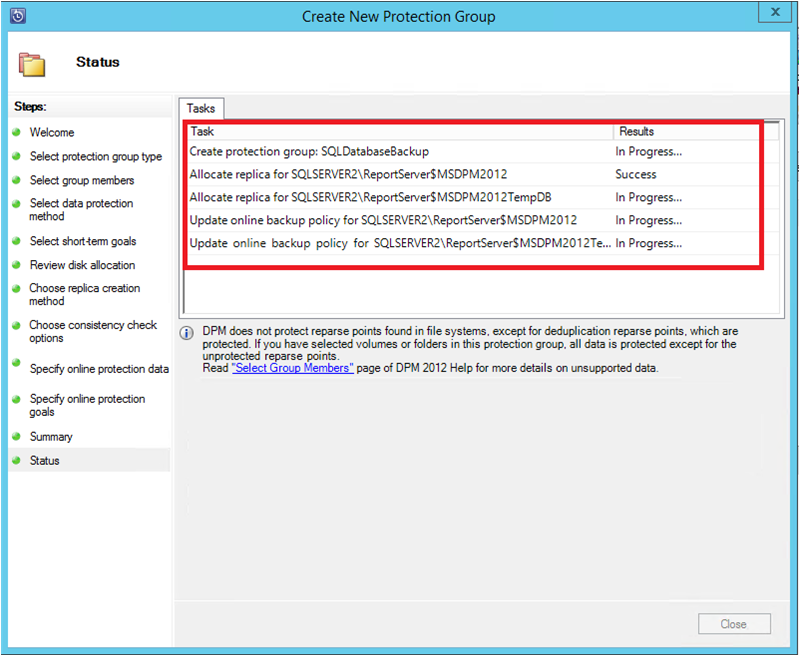 Create New Protection Group
x
Status
Steps:
Welcome
Select protection group type
Select group members
Select data protection
method
Select short-term goals
Review disk allocation
Choose replica creation
method
Choose consistency check
options
Specify online protection data
Specify online protection
goals
Summary
Status
Tasks
Task Results
Create protection group: SQLDatabaseBackup In Progress...
Allocate replica for SQLSERVER2\ReportServer$MSDPM2012 Success
Allocate replica for SQLSERVER2\ReportServer$MSDPM2012TempDB In Progress...
Update online backup policy for SQLSERVER2\ReportServer$MSDPM2012 In Progress...
Update online backup policy for SQLSERVER2\ReportServer$MSDPM2012Te... In Progress...
DPM does not protect reparse points found in file systems, except for deduplication reparse points, which are
protected. If you have selected volumes or folders in this protection group, all data is protected except for the
unprotected reparse points.
Read "Select Group Members" page of DPM 2012 Help for more details on unsupported data.
Close